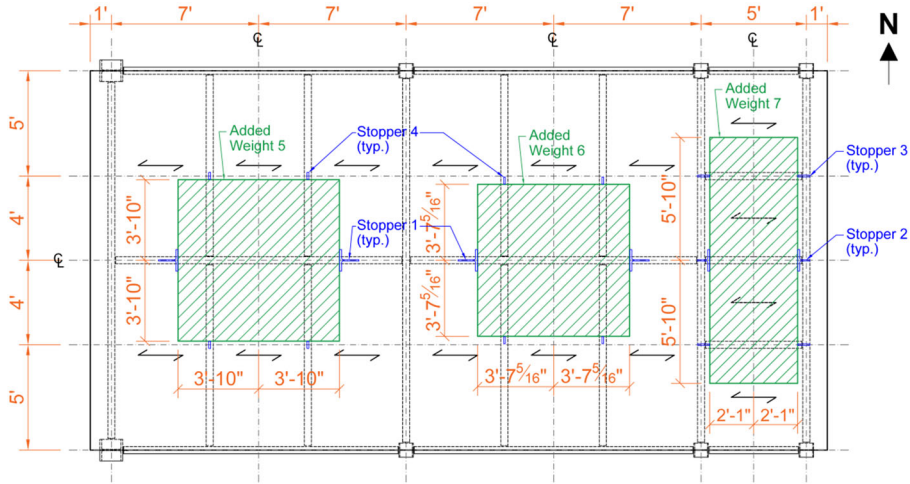 1'
7'
7'
7'
7'
5'
1'
℄
℄
℄
N
5'
4'
4'
5'
℄
Added
Weight 5
Stopper 4
(typ.)
Added
Weight 6
Added
Weight 7
Stopper 3
(typ.)
Stopper 1
(typ.)
Stopper 2
(typ.)
3'-10"
3'-10"
3'-7 5/16"
3'-7 5/16"
5'-10"
5'-10"
3'-10"
3'-10"
3'-7 5/16"
3'-7 5/16"
2'-1"
2'-1"